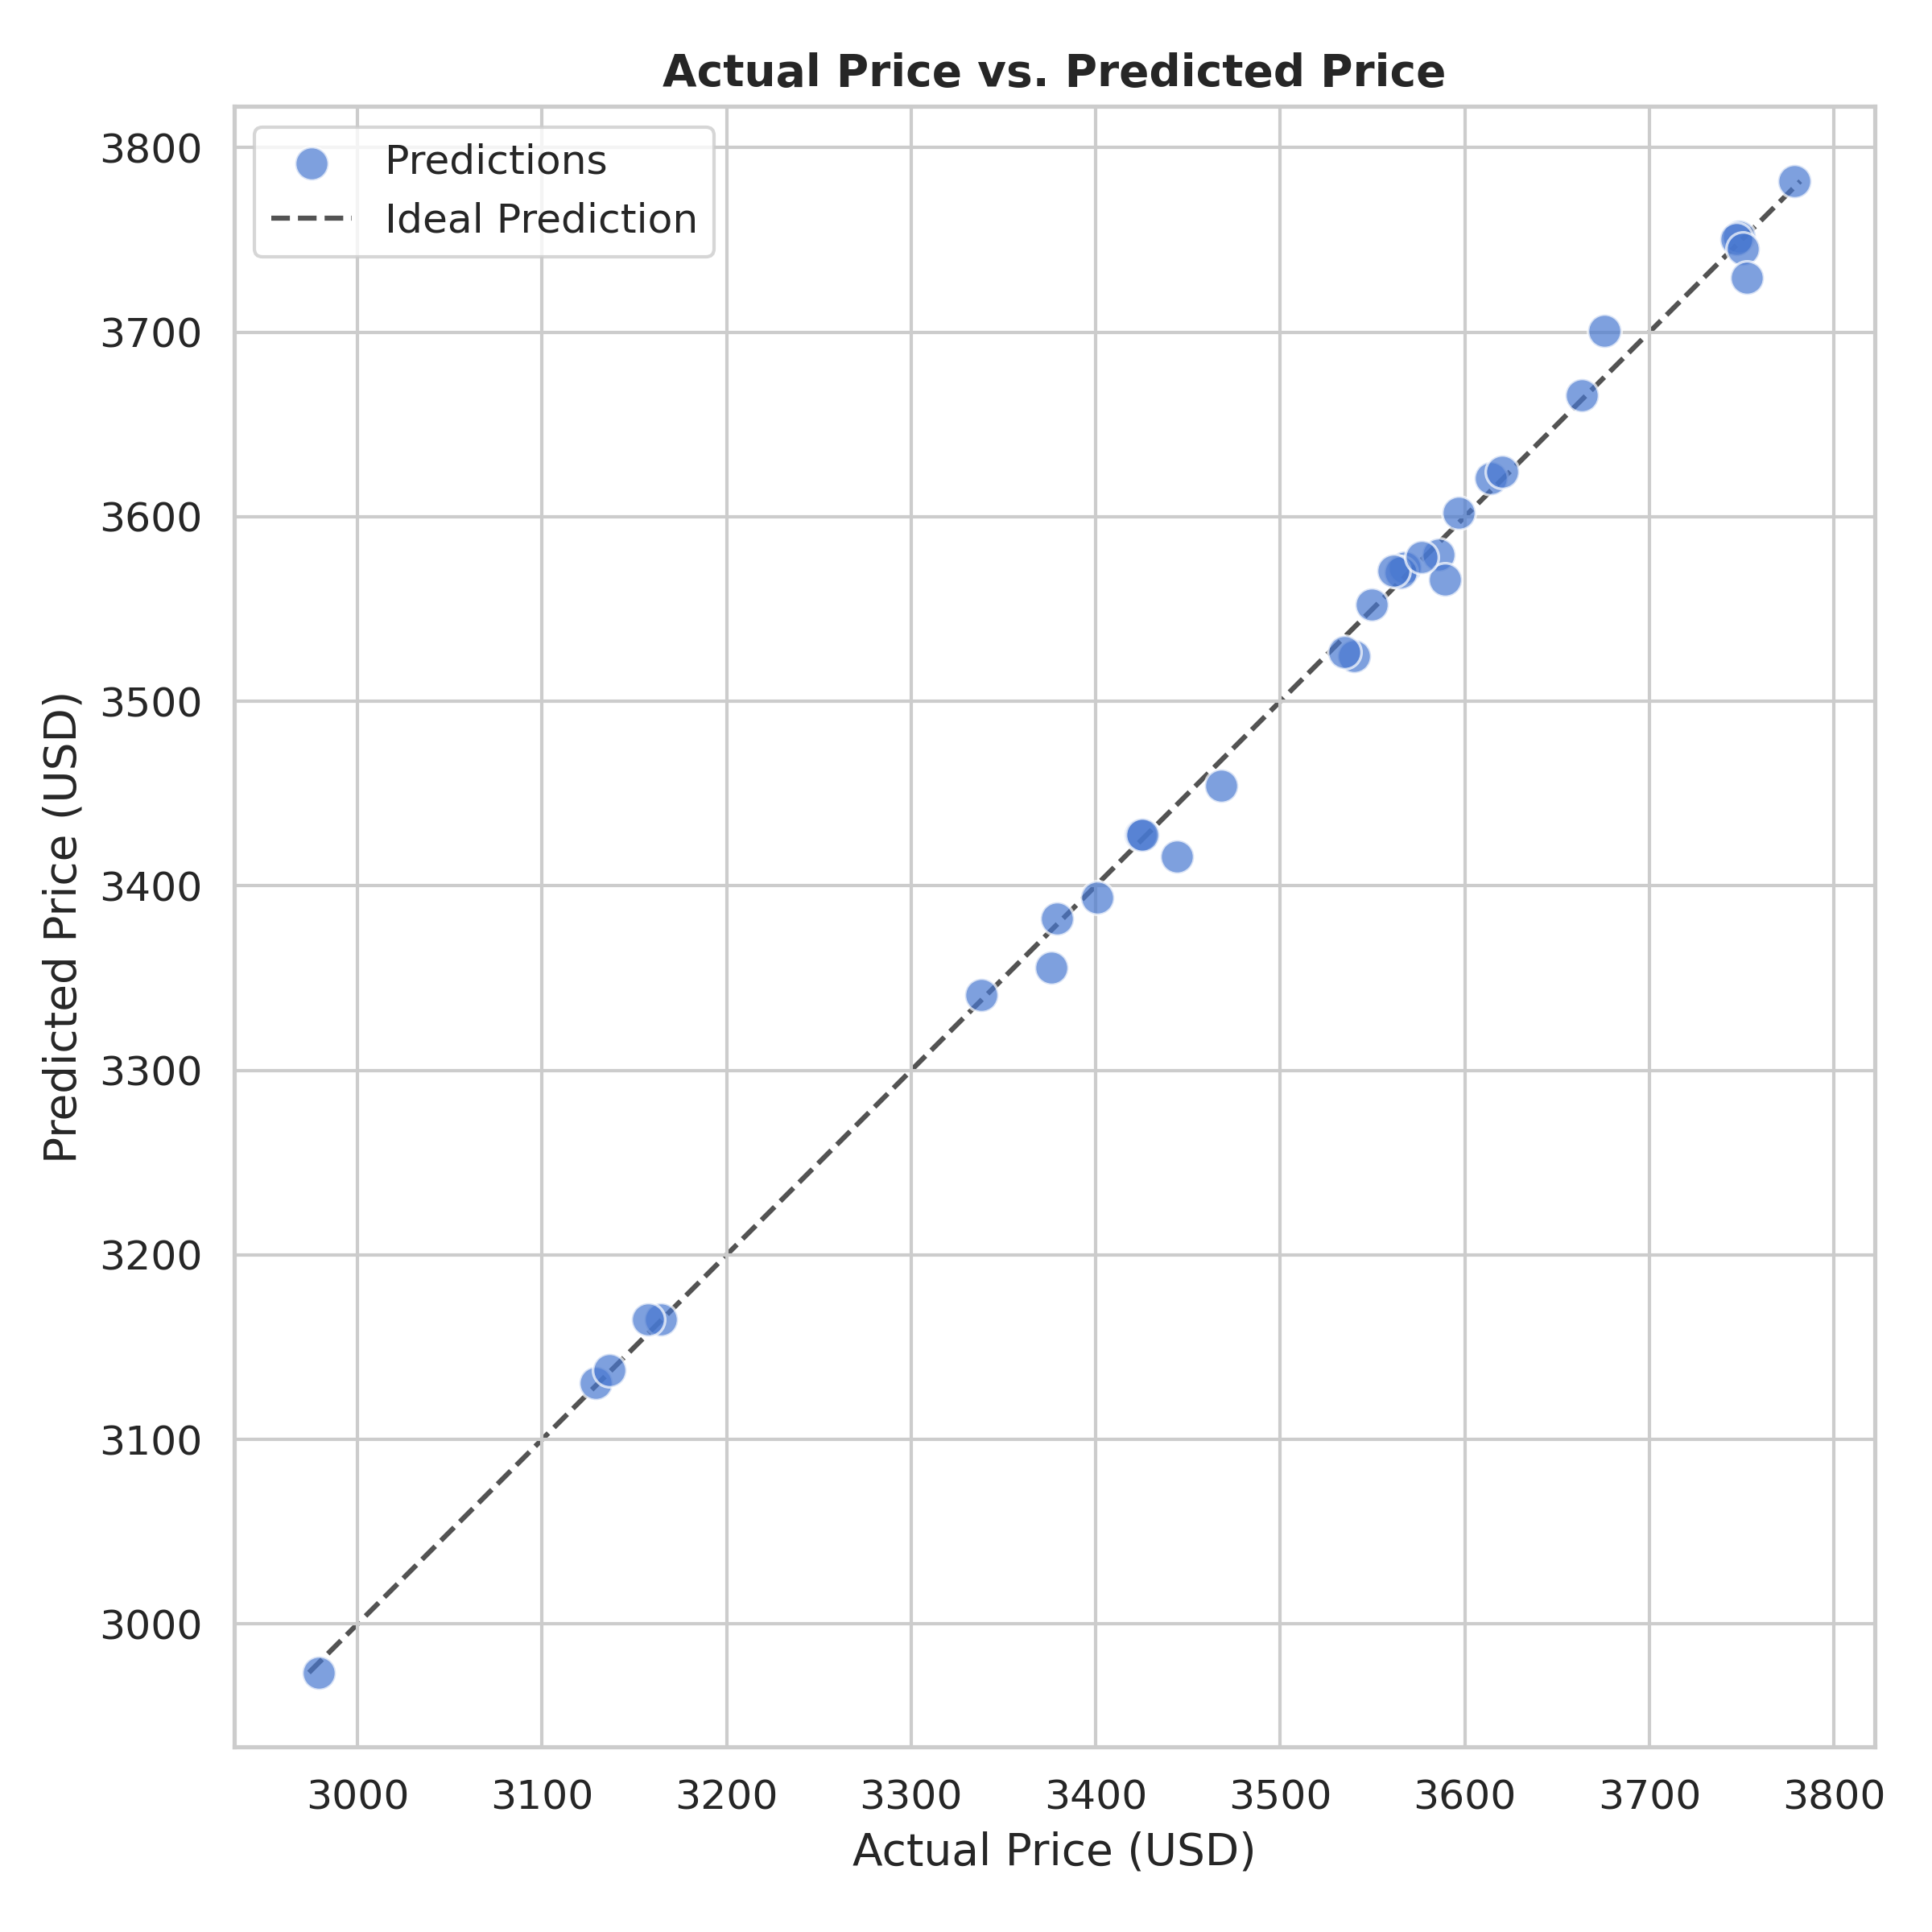 Actual Price vs. Predicted Price
Predictions
Ideal Prediction
Predicted Price (USD)
3800
3700
3600
3500
3400
3300
3200
3100
3000
3000 3100 3200 3300 3400 3500 3600 3700 3800
Actual Price (USD)